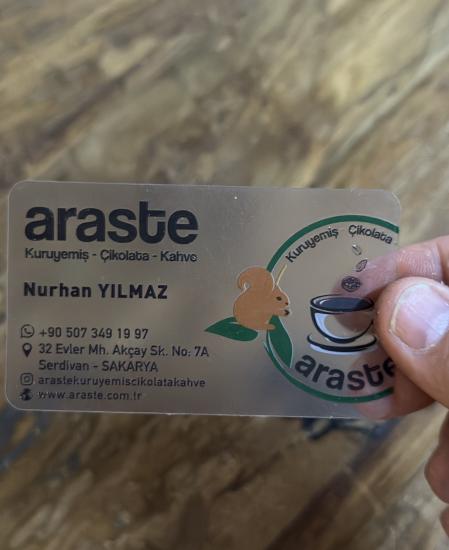 araste
Kuruyemiş - Çikolata - Kahve
Nurhan YILMAZ
+90 507 349 19 97
32 Evler Mh. Akçay Sk. No: 7A
Serdivan - SAKARYA
arastekuruyemiscikolatakahve
www.araste.com.tr
Kuruyemiş Çikolata
araste